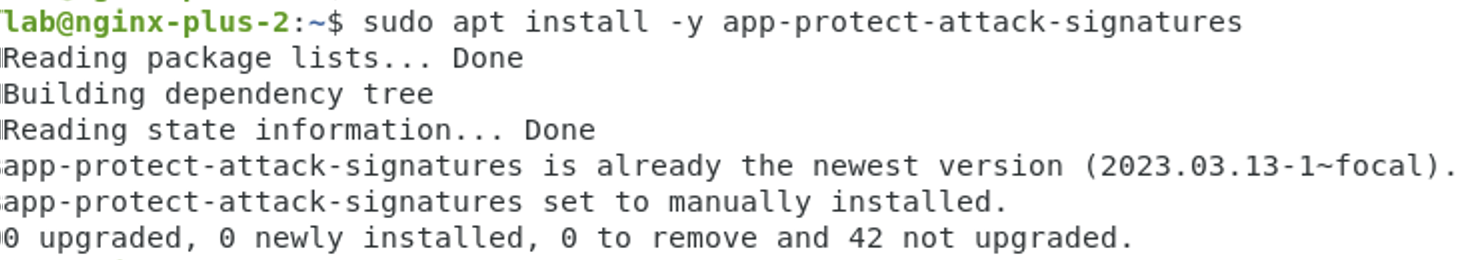 lab@nginx-plus-2:~$ sudo apt install -y app-protect-attack-signatures
Reading package lists... Done
Building dependency tree
Reading state information... Done
app-protect-attack-signatures is already the newest version (2023.03.13-1~focal).
app-protect-attack-signatures set to manually installed.
0 upgraded, 0 newly installed, 0 to remove and 42 not upgraded.